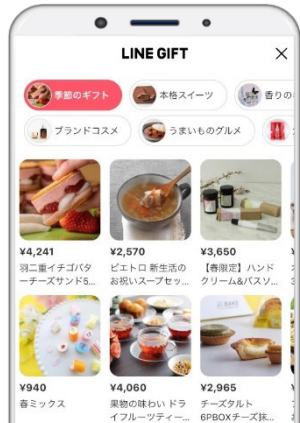 LINE GIFT
季節のギフト
本格スイーツ
香りの
ブランドコスメ
うまいものグルメ
¥4,241
羽二重イチゴバタ
ーチーズサンド5...
¥2,570
ピエトロ 新生活の
お祝いスープセッ...
¥3,650
【春限定】ハンド
クリーム&バスソ...
¥940
春ミックス
¥4,060
果物の味わい ドラ
イフルーツティー...
¥2,965
チーズタルト
6PBOXチーズ抹...